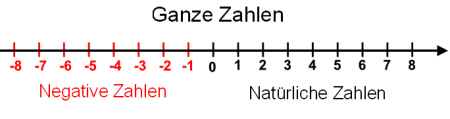 Ganze Zahlen
-8 -7 -6 -5 -4 -3 -2 -1 0 1 2 3 4 5 6 7 8
Negative Zahlen Natürliche Zahlen